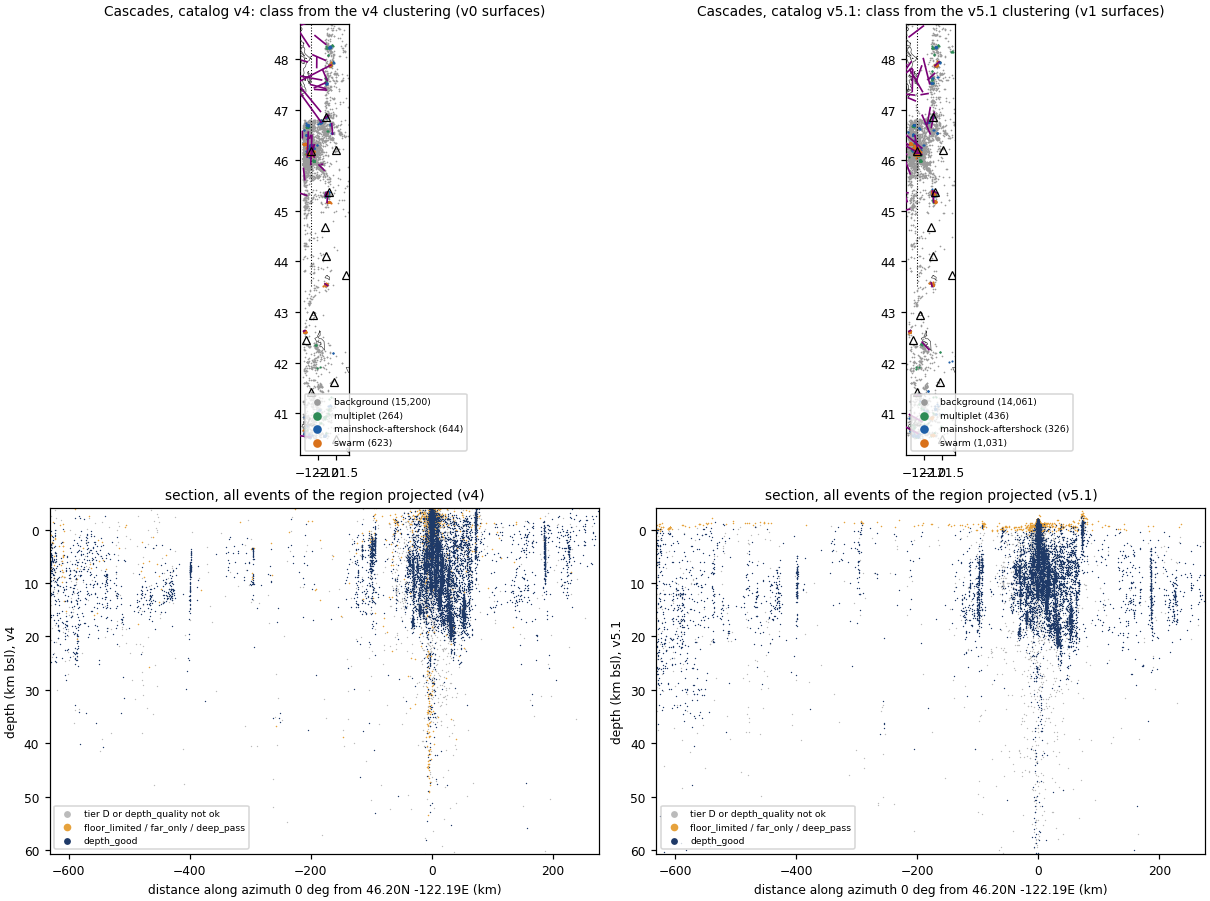 Cascades, catalog v4: class from the v4 clustering (v0 surfaces)
48
47
46
45
44
43
42
41
background (15,200)
multiplet (264)
mainshock-aftershock (644)
swarm (623)
Cascades, catalog v5.1: class from the v5.1 clustering (v1 surfaces)
48
47
46
45
44
43
42
41
background (14,061)
multiplet (436)
mainshock-aftershock (326)
swarm (1,031)
section, all events of the region projected (v4)
depth (km bsl), v4
0
10
20
30
40
50
60
tier D or depth_quality not ok
floor_limited / far_only / deep_pass
depth_good
−600 −400 −200 0 200
distance along azimuth 0 deg from 46.20N -122.19E (km)
section, all events of the region projected (v5.1)
depth (km bsl), v5.1
0
10
20
30
40
50
60
tier D or depth_quality not ok
floor_limited / far_only / deep_pass
depth_good
−600 −400 −200 0 200
distance along azimuth 0 deg from 46.20N -122.19E (km)